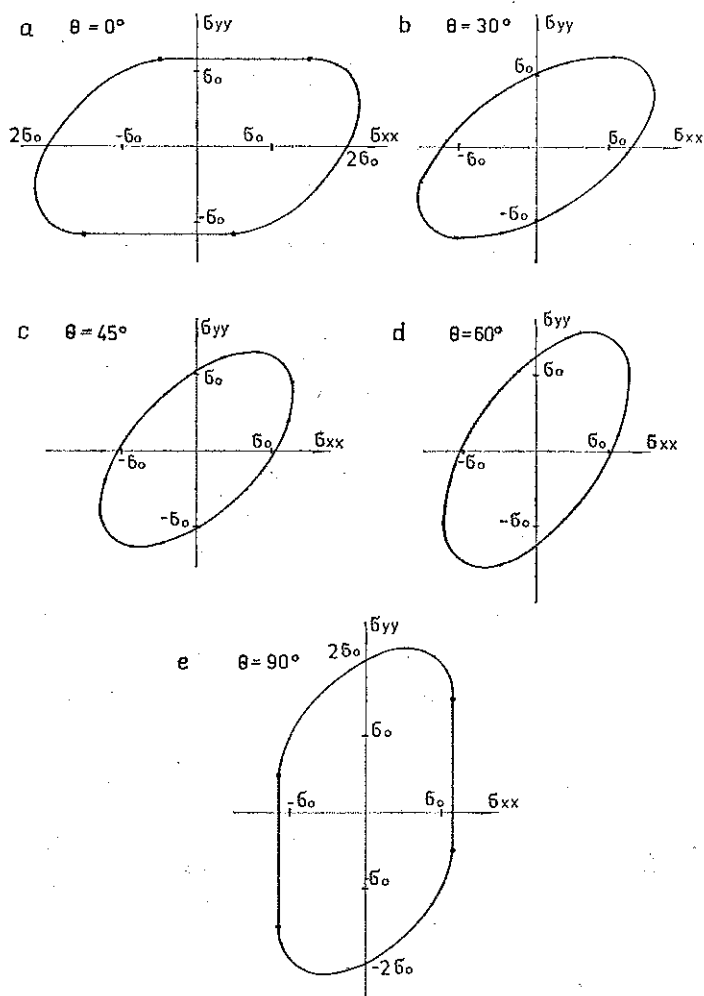 a θ = 0° σyy
σo
2σo -σo σo σxx
2σo
-σo
b θ = 30° σyy
σo
-σo σo σxx
-σo
c θ = 45° σyy
σo
-σo σo σxx
-σo
d θ=60° σyy
σo
-σo σo σxx
-σo
e θ = 90° σyy
2σo
σo
-σo σo σxx
σo
-2σo